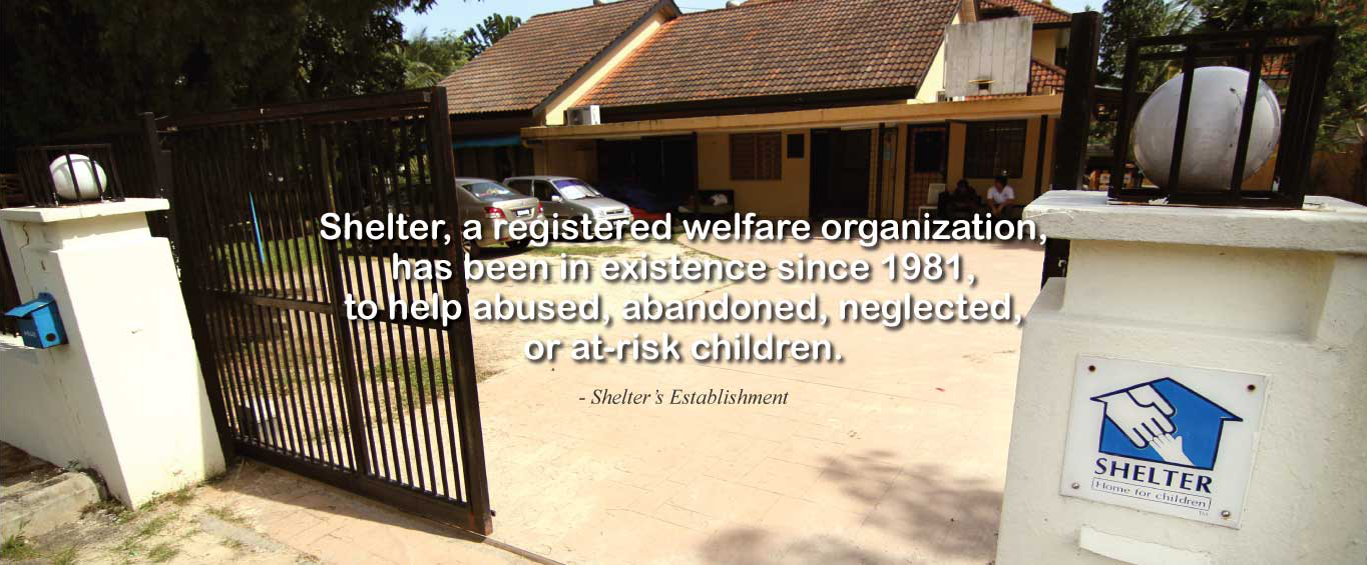 Shelter, a registered welfare organization,
has been in existence since 1981,
to help abused, abandoned, neglected,
or at-risk children.
- Shelter's Establishment
SHELTER
Home for children